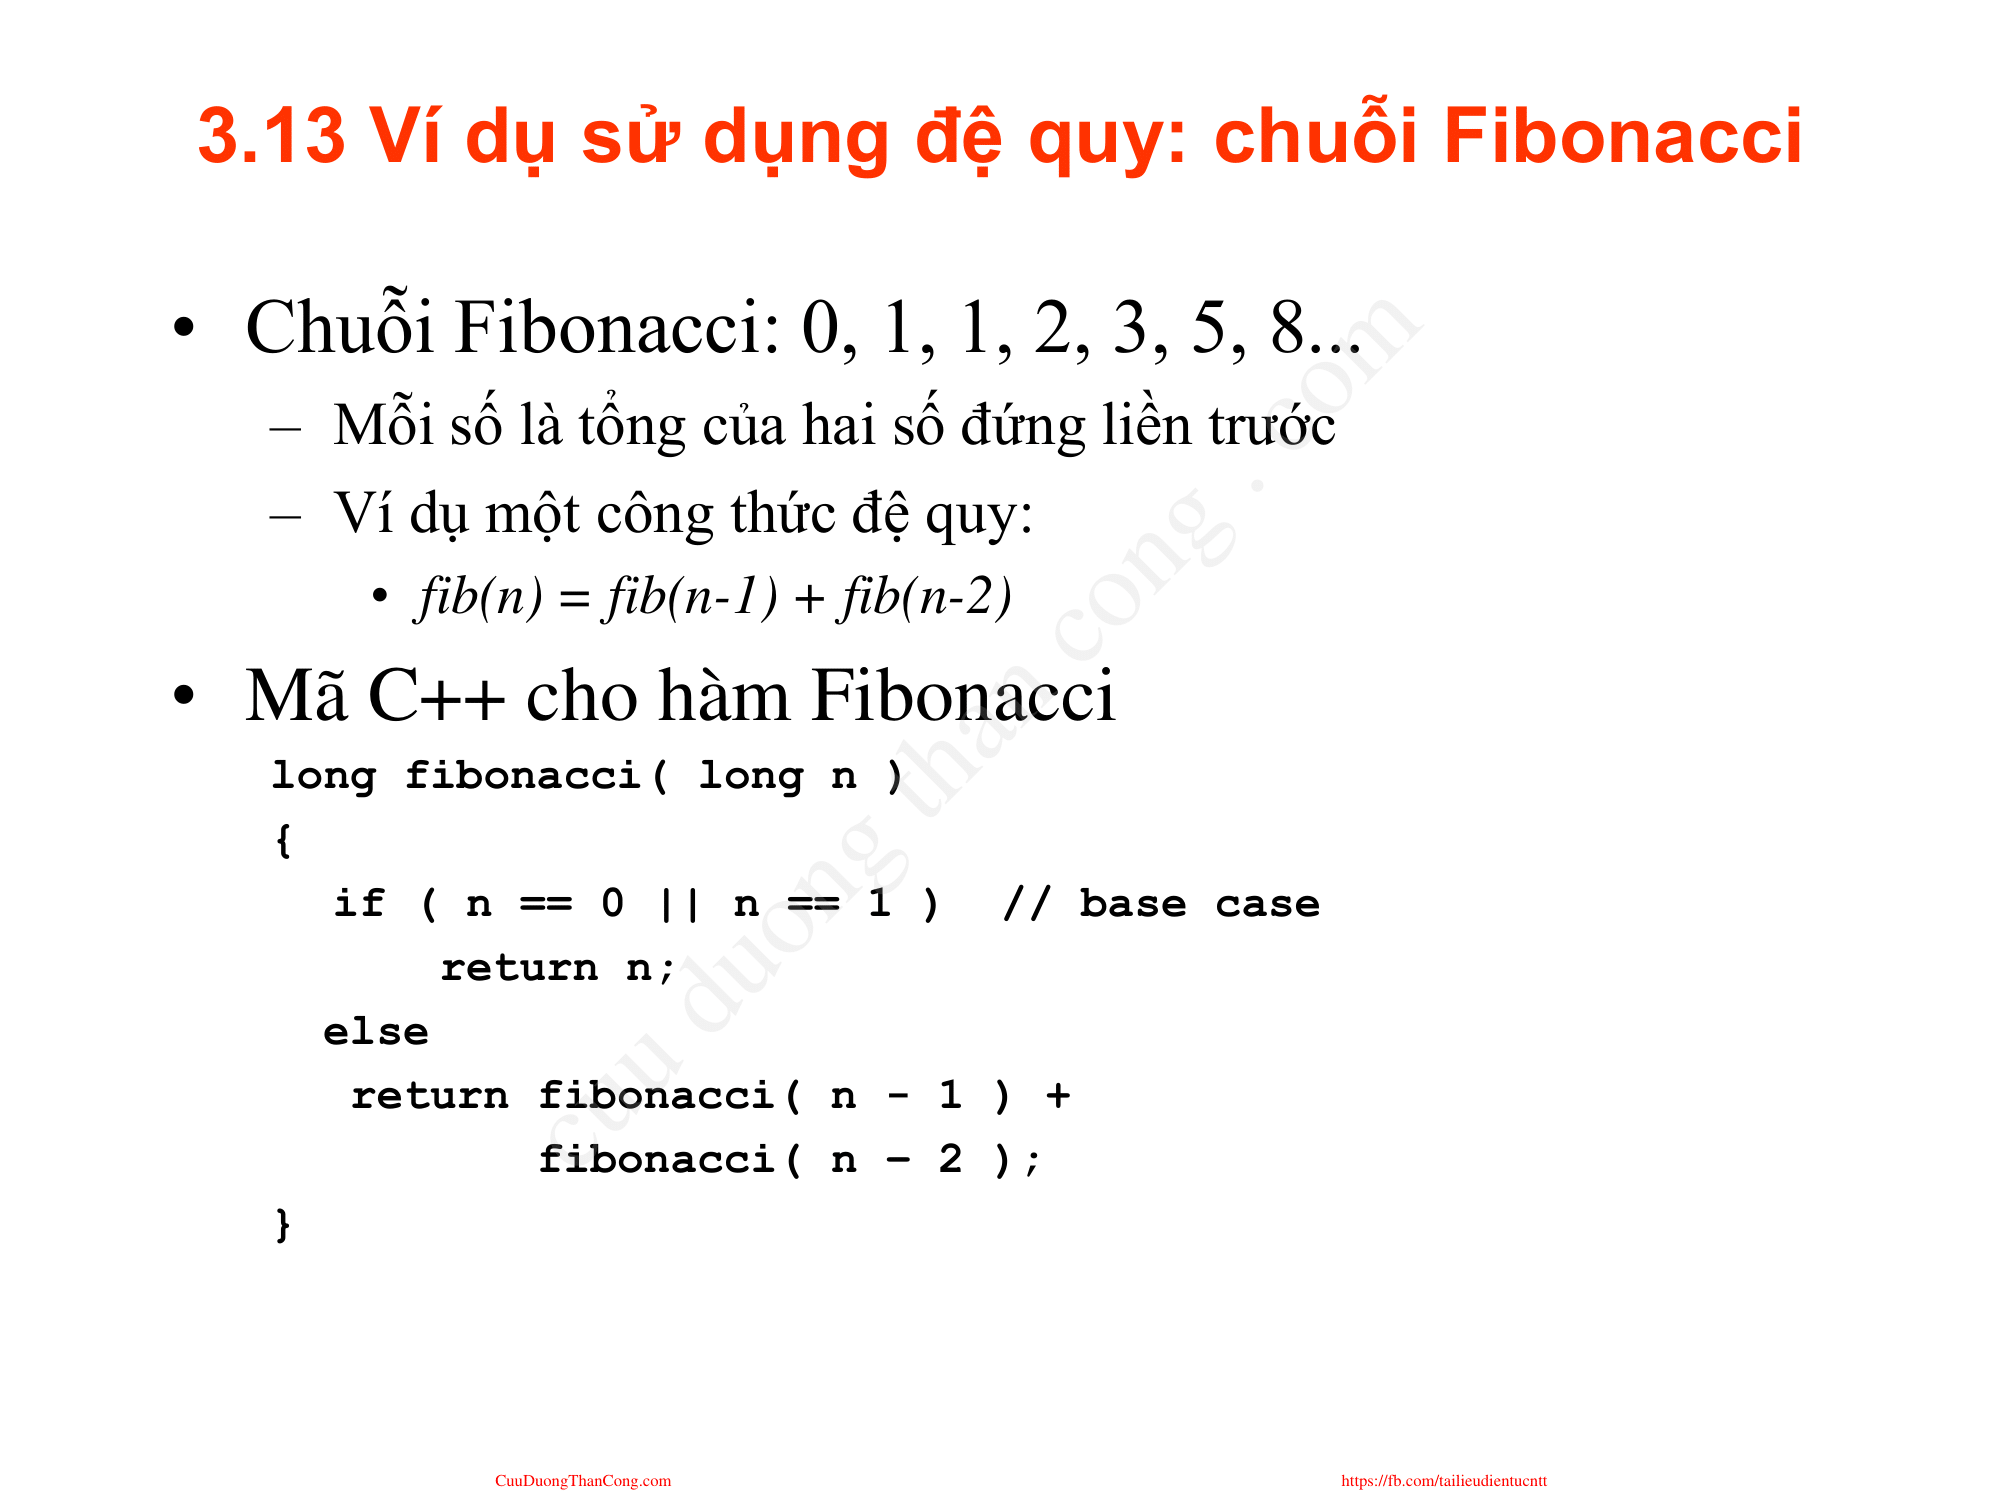 3.13 Ví dụ sử dụng đệ quy: chuỗi Fibonacci
• Chuỗi Fibonacci: 0, 1, 1, 2, 3, 5, 8...
– Mỗi số là tổng của hai số đứng liền trước
– Ví dụ một công thức đệ quy:
• fib(n) = fib(n-1) + fib(n-2)
• Mã C++ cho hàm Fibonacci
long fibonacci( long n )
{
if ( n == 0 || n == 1 ) // base case
return n;
else
return fibonacci( n - 1 ) +
fibonacci( n – 2 );
}
cuu duong than cong . com
CuuDuongThanCong.com
https://fb.com/tailieudientucntt